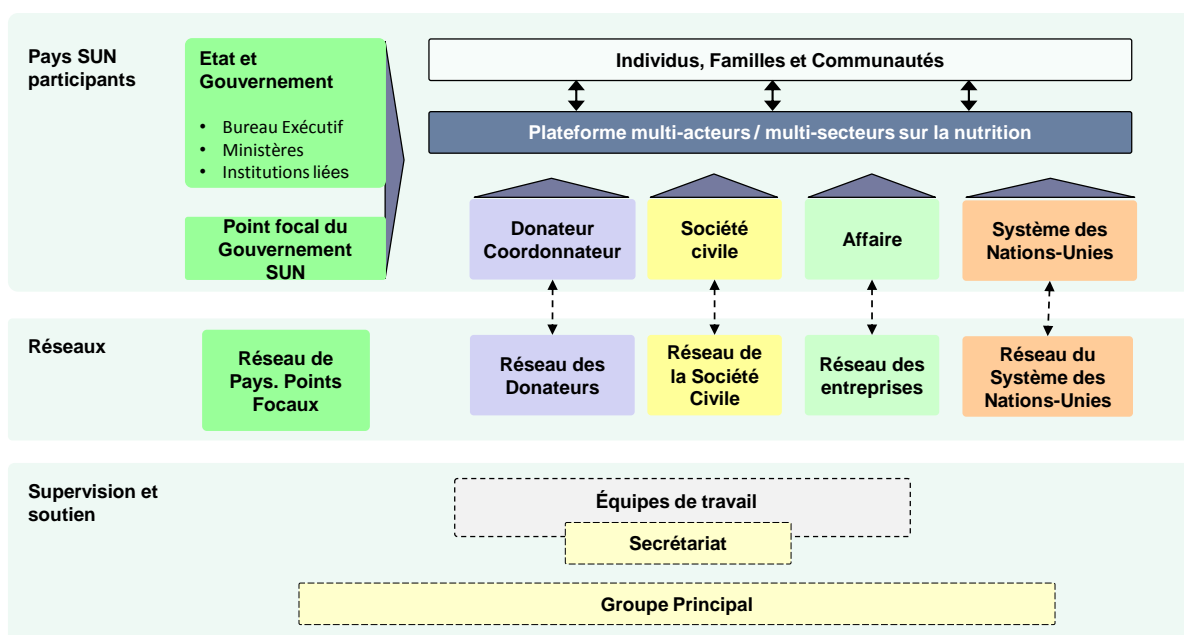 Pays SUN
participants
Etat et
Gouvernement
• Bureau Exécutif
• Ministères
• Institutions liées
Point focal du
Gouvernement
SUN
Individus, Familles et Communautés
Plateforme multi-acteurs / multi-secteurs sur la nutrition
Donateur
Coordonnateur
Société
civile
Affaire
Système des
Nations-Unies
Réseaux
Réseau de
Pays. Points
Focaux
Réseau des
Donateurs
Réseau de
la Société
Civile
Réseau des
entreprises
Réseau du
Système des
Nations-Unies
Supervision et
soutien
Équipes de travail
Secrétariat
Groupe Principal